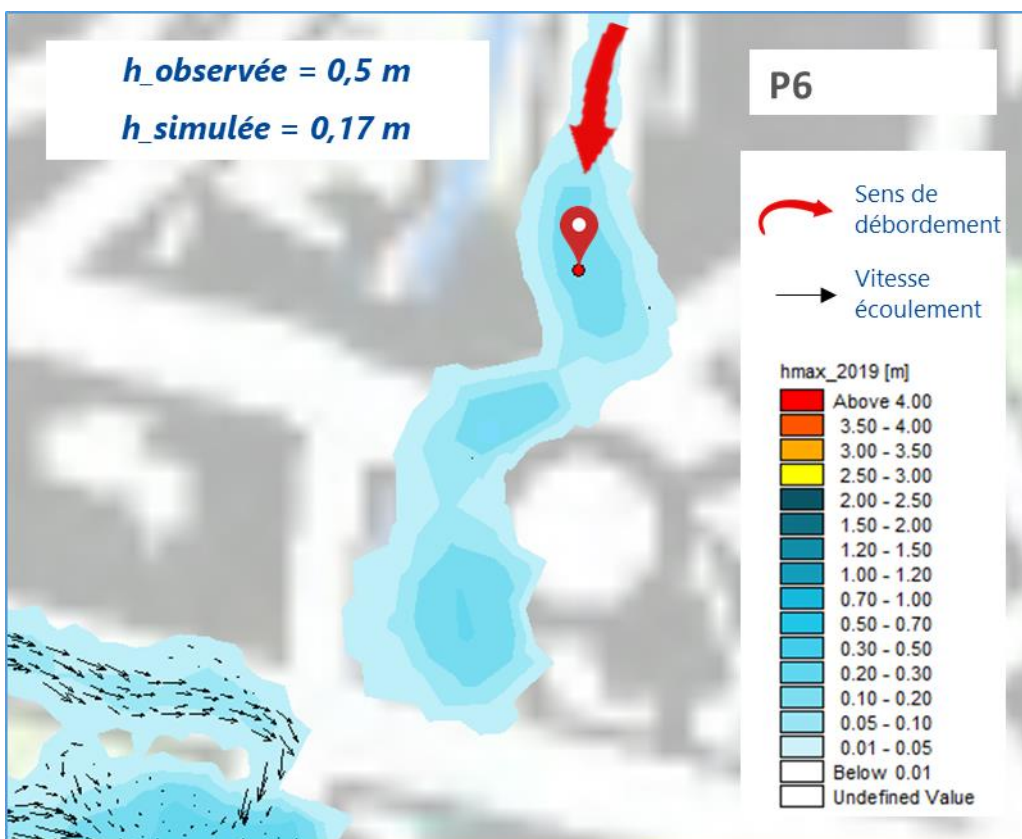 h_observée = 0,5 m
h_simulée = 0,17 m
P6
Sens de
débordement
Vitesse
écoulement
hmax_2019 [m]
Above 4.00
3.50 - 4.00
3.00 - 3.50
2.50 - 3.00
2.00 - 2.50
1.50 - 2.00
1.20 - 1.50
1.00 - 1.20
0.70 - 1.00
0.50 - 0.70
0.30 - 0.50
0.20 - 0.30
0.10 - 0.20
0.05 - 0.10
0.01 - 0.05
Below 0.01
Undefined Value